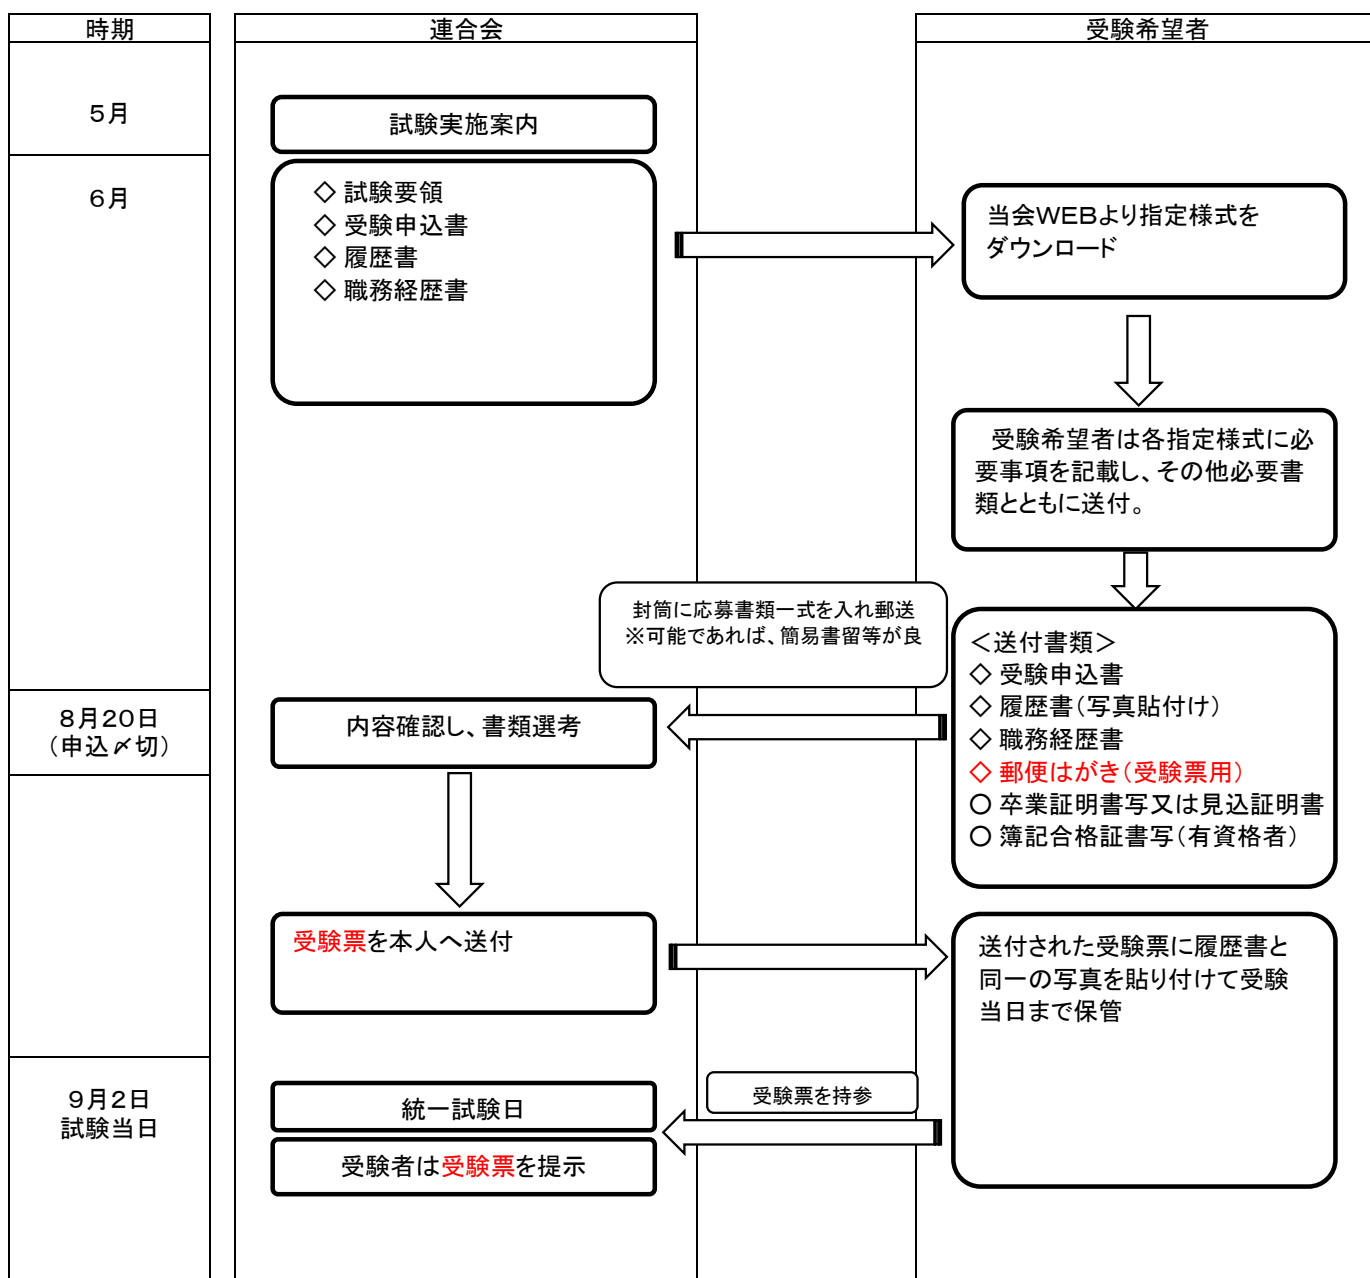 時期
連合会
受験希望者
5月
試験実施案内
6月
◇ 試験要領
◇ 受験申込書
◇ 履歴書
◇ 職務経歴書
当会WEBより指定様式を
ダウンロード
受験希望者は各指定様式に必
要事項を記載し、その他必要書
類とともに送付。
封筒に応募書類一式を入れ郵送
※可能であれば、簡易書留等が良
＜送付書類＞
◇ 受験申込書
◇ 履歴書(写真貼付け)
◇ 職務経歴書
◇ 郵便はがき(受験票用)
○ 卒業証明書写又は見込証明書
○ 簿記合格証書写(有資格者)
8月20日
(申込〆切)
内容確認し、書類選考
受験票を本人へ送付
送付された受験票に履歴書と
同一の写真を貼り付けて受験
当日まで保管
9月2日
試験当日
統一試験日
受験票を持参
受験者は受験票を提示